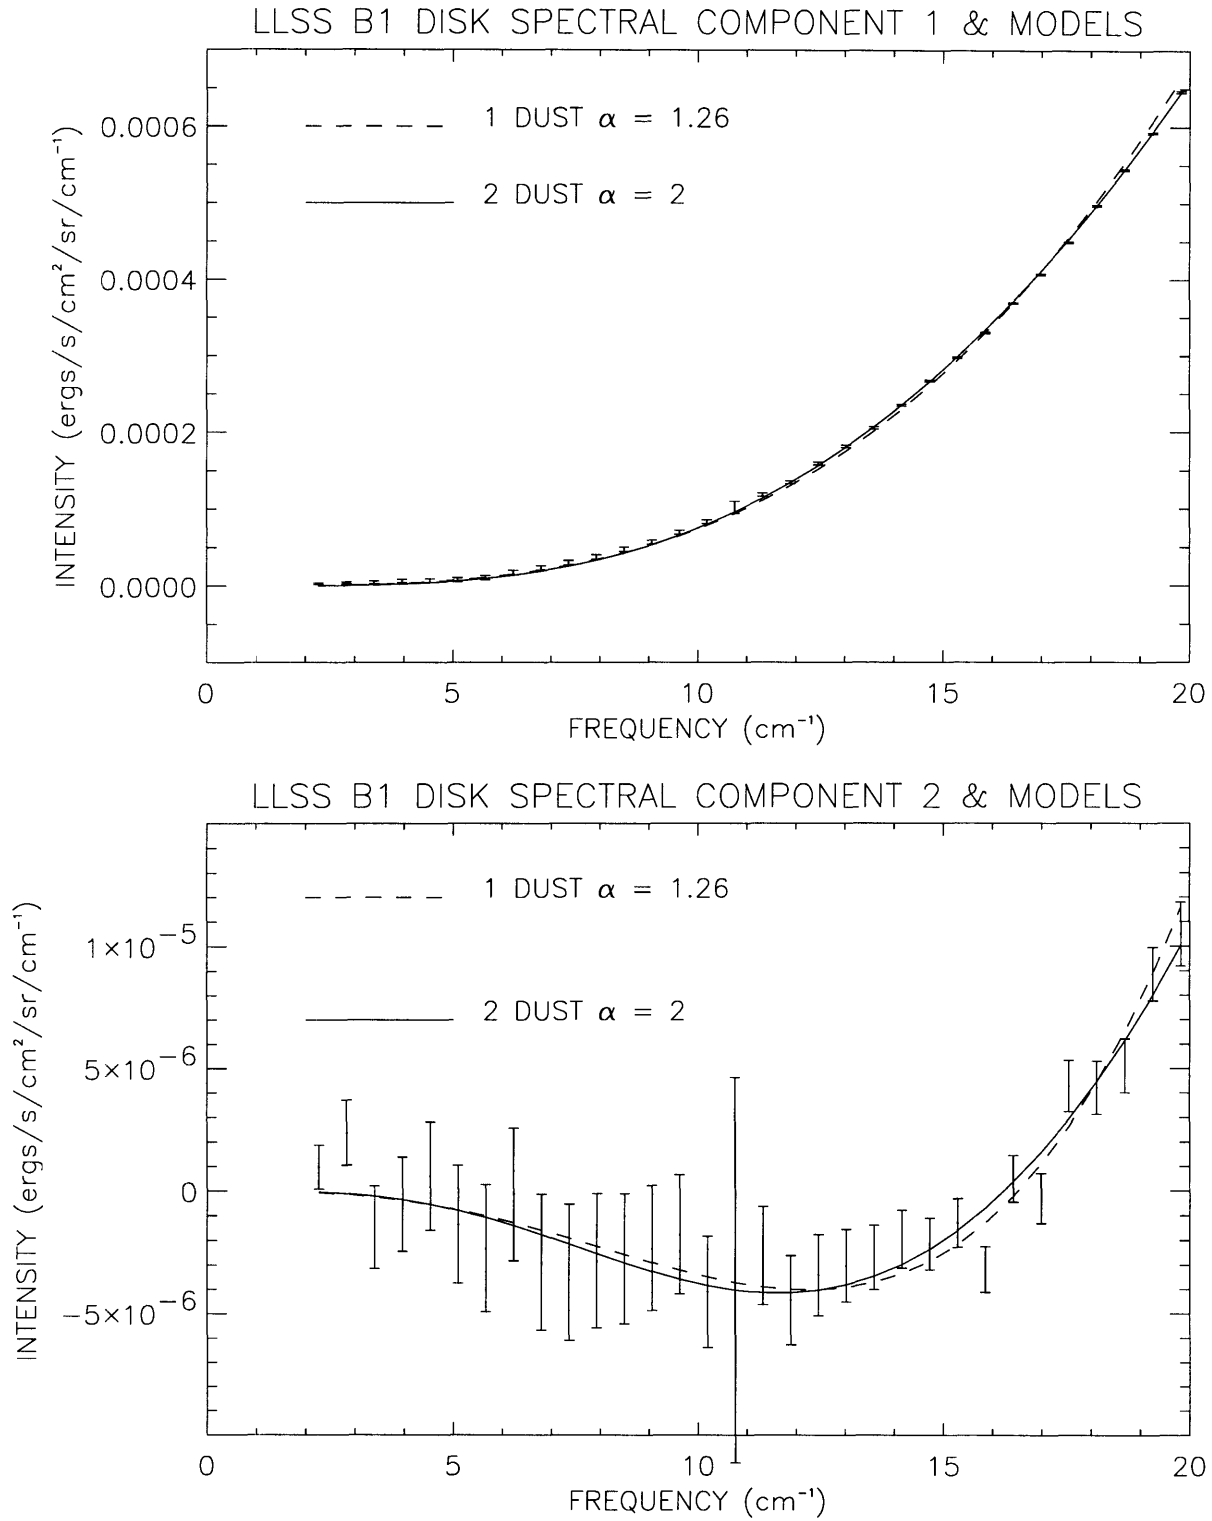 LLSS B1 DISK SPECTRAL COMPONENT 1 & MODELS
1 DUST α = 1.26
2 DUST α = 2
0.0006
0.0004
0.0002
0.0000
INTENSITY (ergs/s/cm²/sr/cm⁻¹)
0 5 10 15 20
FREQUENCY (cm⁻¹)
LLSS B1 DISK SPECTRAL COMPONENT 2 & MODELS
1 DUST α = 1.26
2 DUST α = 2
1×10⁻⁵
5×10⁻⁶
0
−5×10⁻⁶
INTENSITY (ergs/s/cm²/sr/cm⁻¹)
0 5 10 15 20
FREQUENCY (cm⁻¹)